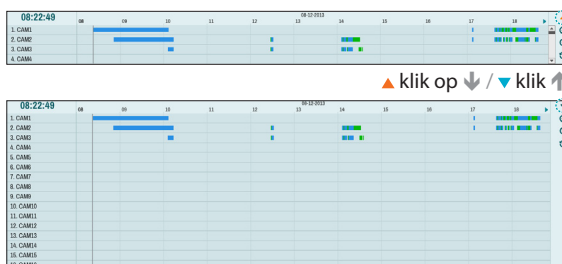 08:22:49 08 09 10 11 12 13 08-12-2013 14 15 16 17 18
1. CAM1
2. CAM2
3. CAM3
4. CAM4
klik op / klik
08:22:49 08 09 10 11 12 13 08-12-2013 14 15 16 17 18
1. CAM1
2. CAM2
3. CAM3
4. CAM4
5. CAM5
6. CAM6
7. CAM7
8. CAM8
9. CAM9
10. CAM10
11. CAM11
12. CAM12
13. CAM13
14. CAM14
15. CAM15